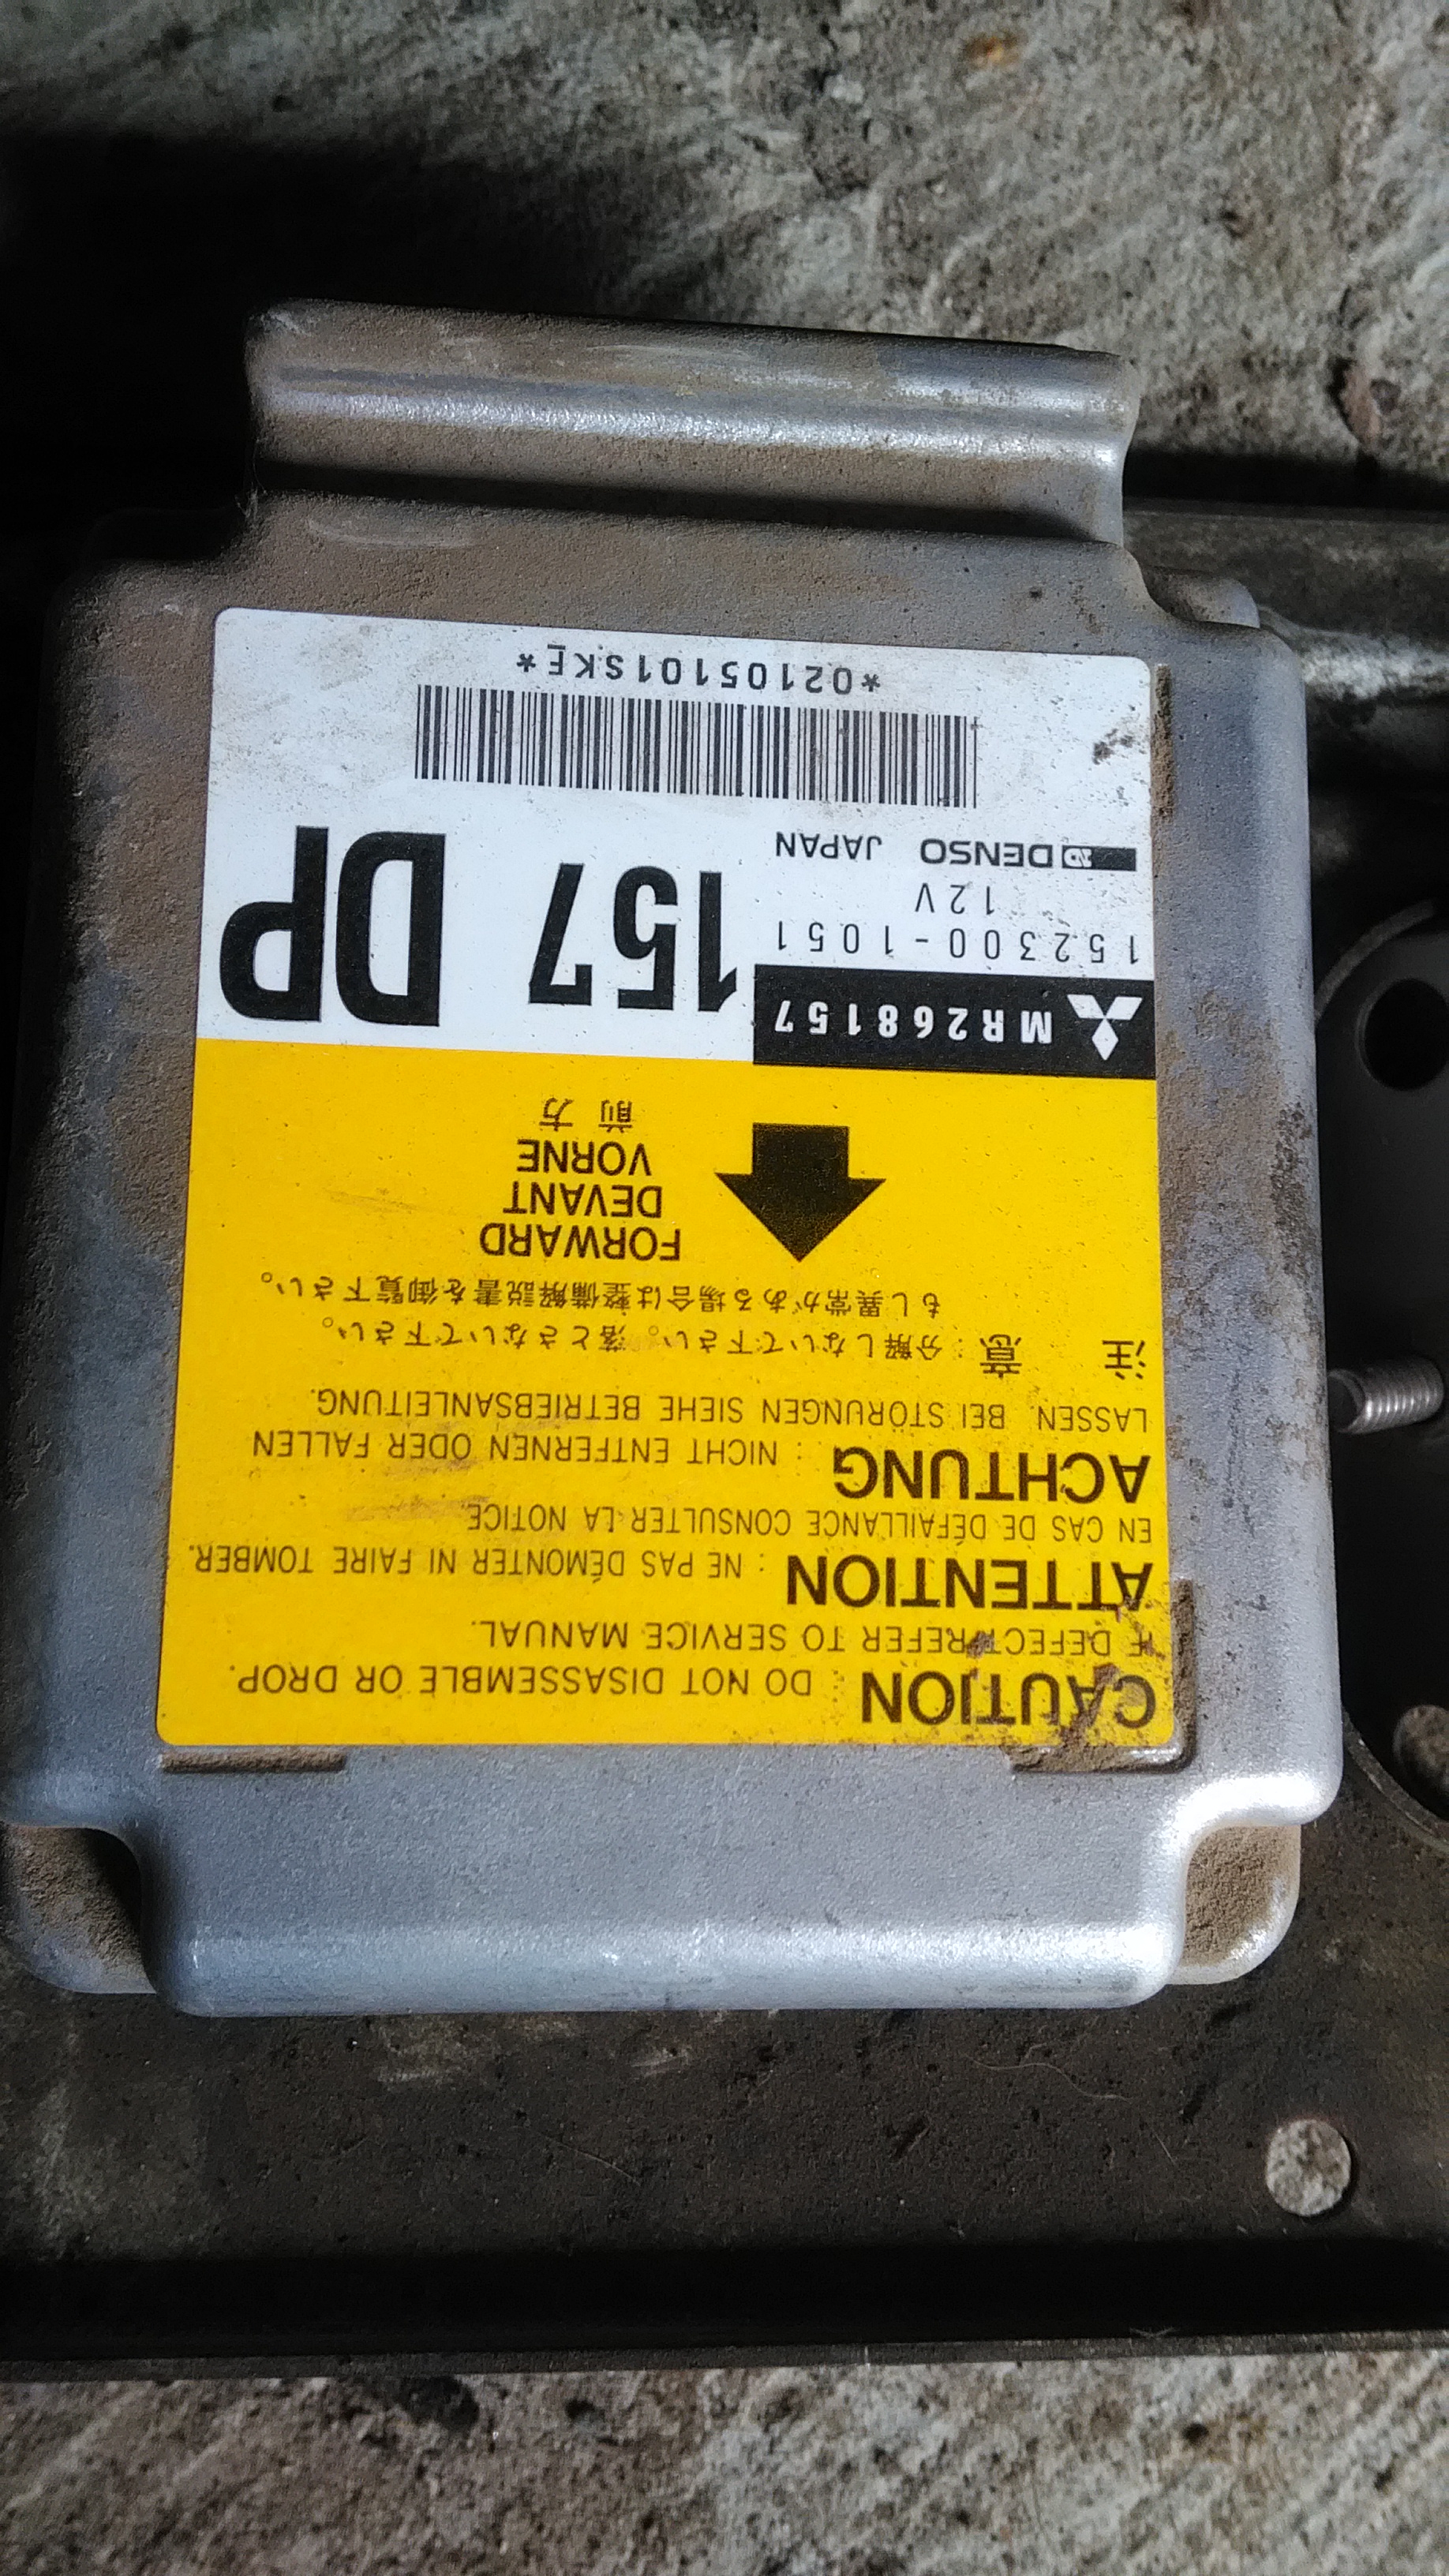 CAUTION : DO NOT DISASSEMBLE OR DROP.
IF DEFECT, REFER TO SERVICE MANUAL.
ATTENTION : NE PAS DÉMONTER NI FAIRE TOMBER.
EN CAS DE DÉFAILLANCE CONSULTER LA NOTICE.
ACHTUNG : NICHT ENTFERNEN ODER FALLEN
LASSEN. BEI STÖRUNGEN SIEHE BETRIEBSANLEITUNG.
注 意 : 分解しないで下さい。落とさないで下さい。
もし異常がある場合は整備解説書を御覧下さい。
FORWARD
DEVANT
VORNE
前 方
MR268157
157 DP
152300-1051
12V
DENSO JAPAN
*02105101SKE*